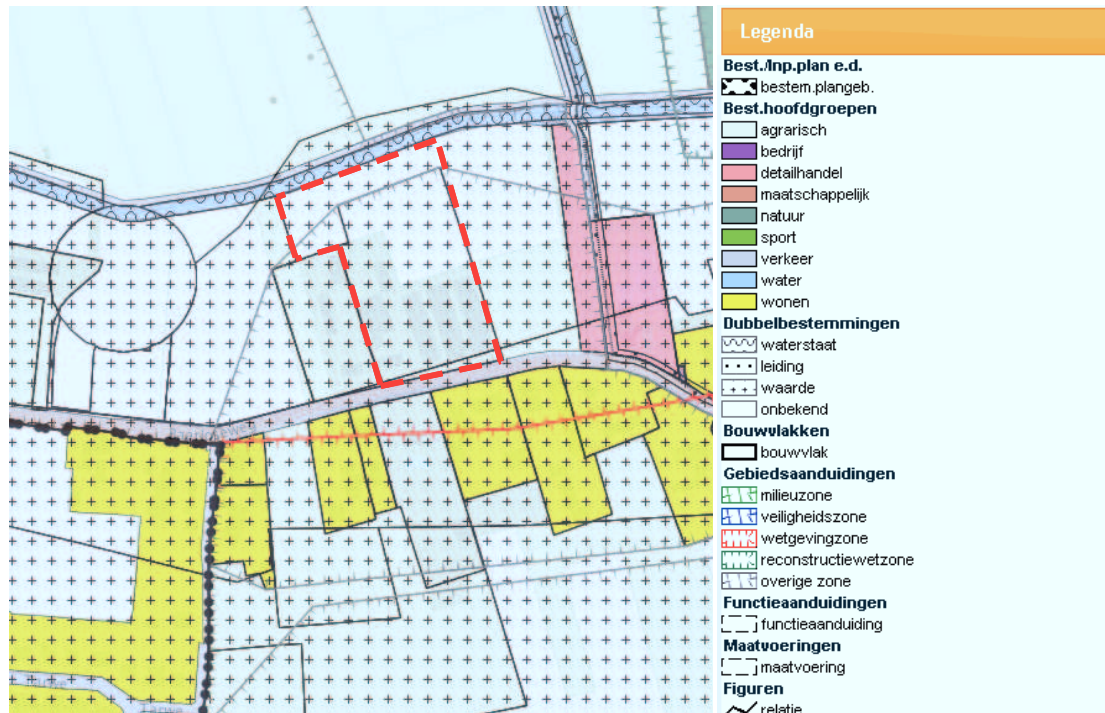 Legenda
Best./Inp.plan e.d.
bestem.plangeb.
Best.hoofdgroepen
agrarisch
bedrijf
detailhandel
maatschappelijk
natuur
sport
verkeer
water
wonen
Dubbelbestemmingen
waterstaat
leiding
waarde
onbekend
Bouwvlakken
bouwvlak
Gebiedsaanduidingen
milieuzone
veiligheidszone
wetgevingzone
reconstructiewetzone
overige zone
Functieaanduidingen
functieaanduiding
Maatvoeringen
maatvoering
Figuren
relatie